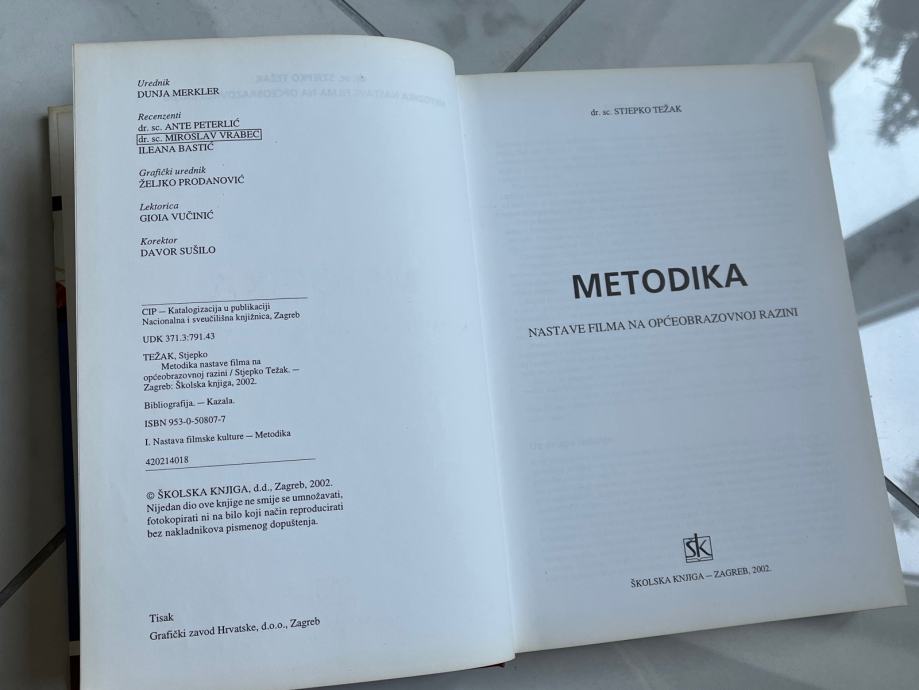 Urednik
DUNJA MERKLER
Recenzenti
dr. sc. ANTE PETERLIĆ
dr. sc. MIROSLAV VRABEC
ILEANA BASTIĆ
Grafički urednik
ŽELJKO PRODANOVIĆ
Lektorica
GIOIA VUČINIĆ
Korektor
DAVOR SUŠILO
CIP — Katalogizacija u publikaciji
Nacionalna i sveučilišna knjižnica, Zagreb
UDK 371.3:791.43
TEŽAK, Stjepko
Metodika nastave filma na
općeobrazovnoj razini / Stjepko Težak. —
Zagreb: Školska knjiga, 2002.
Bibliografija. — Kazala.
ISBN 953-0-50807-7
I. Nastava filmske kulture — Metodika
420214018
© ŠKOLSKA KNJIGA, d.d., Zagreb, 2002.
Nijedan dio ove knjige ne smije se umnožavati,
fotokopirati ni na bilo koji način reproducirati
bez nakladnikova pismenog dopuštenja.
Tisak
Grafički zavod Hrvatske, d.o.o., Zagreb
dr. sc. STJEPKO TEŽAK
METODIKA
NASTAVE FILMA NA OPĆEOBRAZOVNOJ RAZINI
šk
ŠKOLSKA KNJIGA — ZAGREB, 2002.